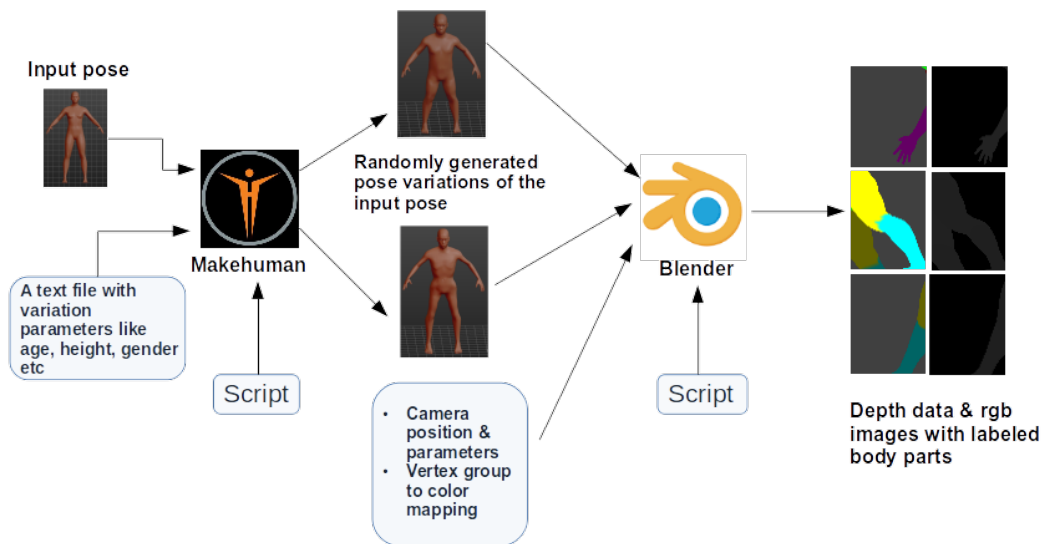 Input pose
Randomly generated
pose variations of the
input pose
Makehuman
Blender
A text file with
variation
parameters like
age, height, gender
etc
Script
• Camera
position &
parameters
• Vertex group
to color
mapping
Script
Depth data & rgb
images with labeled
body parts